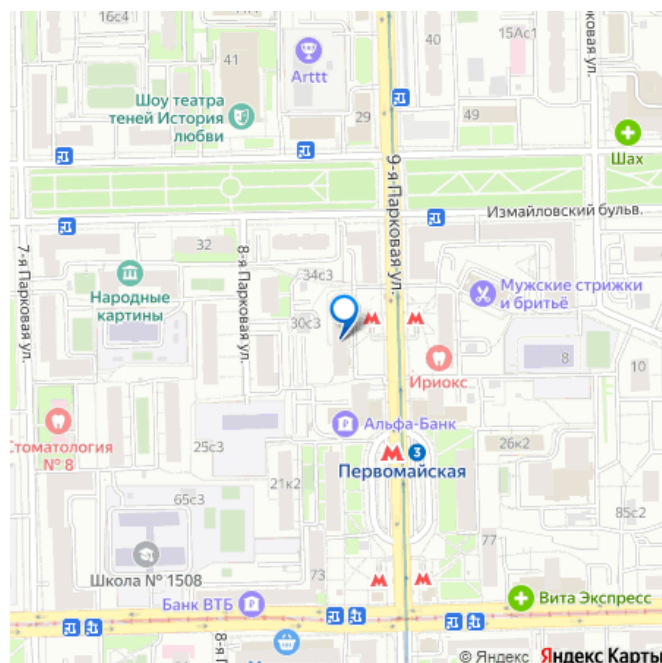 16с4
41
Arttt
40
15Ас1
Шоу театра
теней История
любви
29
49
Шах
9-я Парковая ул.
Измайловский бульв.
7-я Парковая ул.
32
8-я Парковая ул.
34с3
Народные
картины
30с3
Мужские стрижки
и бритьё
8
10
Ириокс
Альфа-Банк
Стоматология
№ 8
25с3
26к2
3
Первомайская
21к2
65с3
85с2
77
Школа № 1508
73
Банк ВТБ
Вита Экспресс
© Яндекс Яндекс Карты